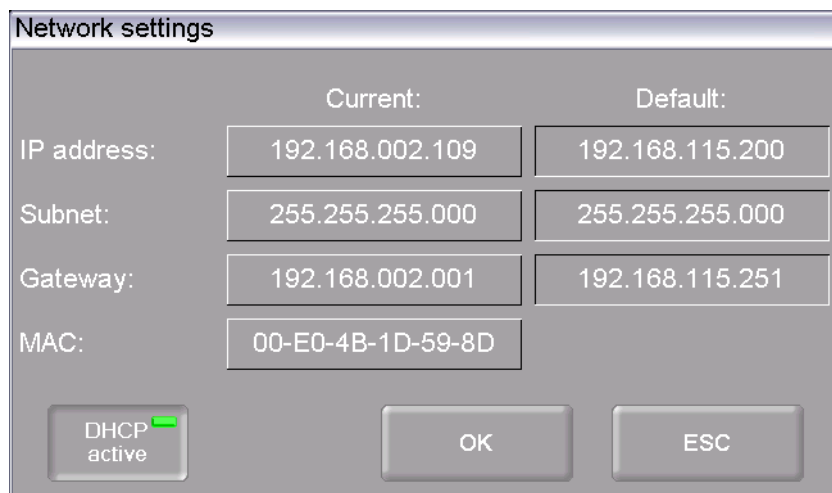 Network settings
Current: Default:
IP address: 192.168.002.109 192.168.115.200
Subnet: 255.255.255.000 255.255.255.000
Gateway: 192.168.002.001 192.168.115.251
MAC: 00-E0-4B-1D-59-8D
DHCP
active
OK
ESC